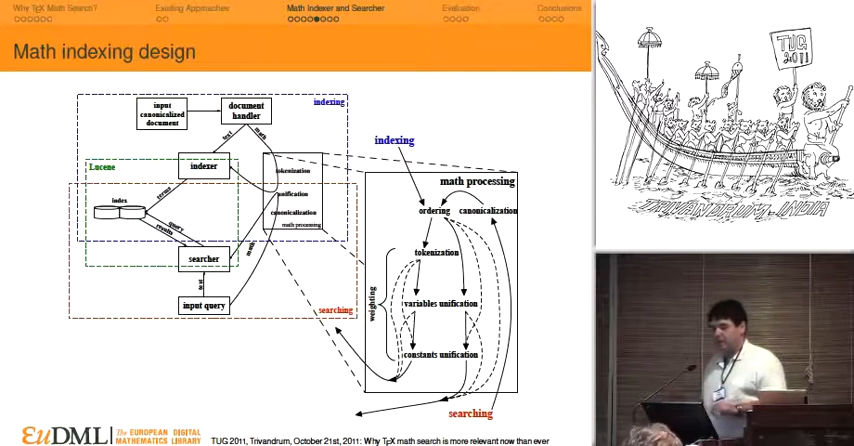 Why TEX Math Search?
Existing Approaches
Math Indexer and Searcher
Evaluation
Conclusions
Math indexing design
input
canonicalized
document
document
handler
indexing
text
math
Lucene
indexer
tokenization
unification
canonicalization
math processing
index
terms
query
results
searcher
math
text
input query
searching
indexing
math processing
ordering
canonicalization
tokenization
weighting
variables unification
constants unification
searching
EuDML
The EUROPEAN DIGITAL
MATHEMATICS LIBRARY
TUG 2011, Trivandrum, October 21st, 2011: Why TEX math search is more relevant now than ever
TUG
2011
TRIVANDRUM, INDIA